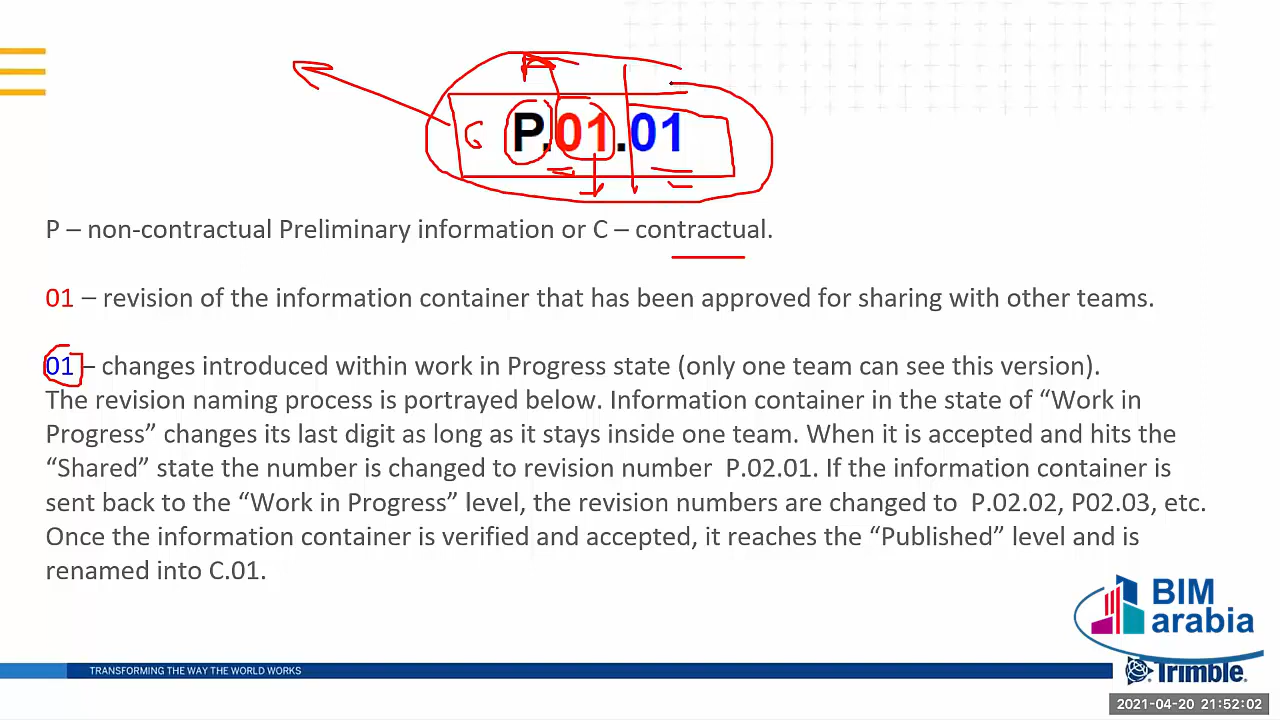 P.01.01
P – non-contractual Preliminary information or C – contractual.
01 – revision of the information container that has been approved for sharing with other teams.
01 – changes introduced within work in Progress state (only one team can see this version).
The revision naming process is portrayed below. Information container in the state of “Work in
Progress” changes its last digit as long as it stays inside one team. When it is accepted and hits the
“Shared” state the number is changed to revision number  P.02.01. If the information container is
sent back to the “Work in Progress” level, the revision numbers are changed to  P.02.02, P02.03, etc.
Once the information container is verified and accepted, it reaches the “Published” level and is
renamed into C.01.
BIM
arabia
TRANSFORMING THE WAY THE WORLD WORKS
Trimble.
2021-04-20 21:52:02